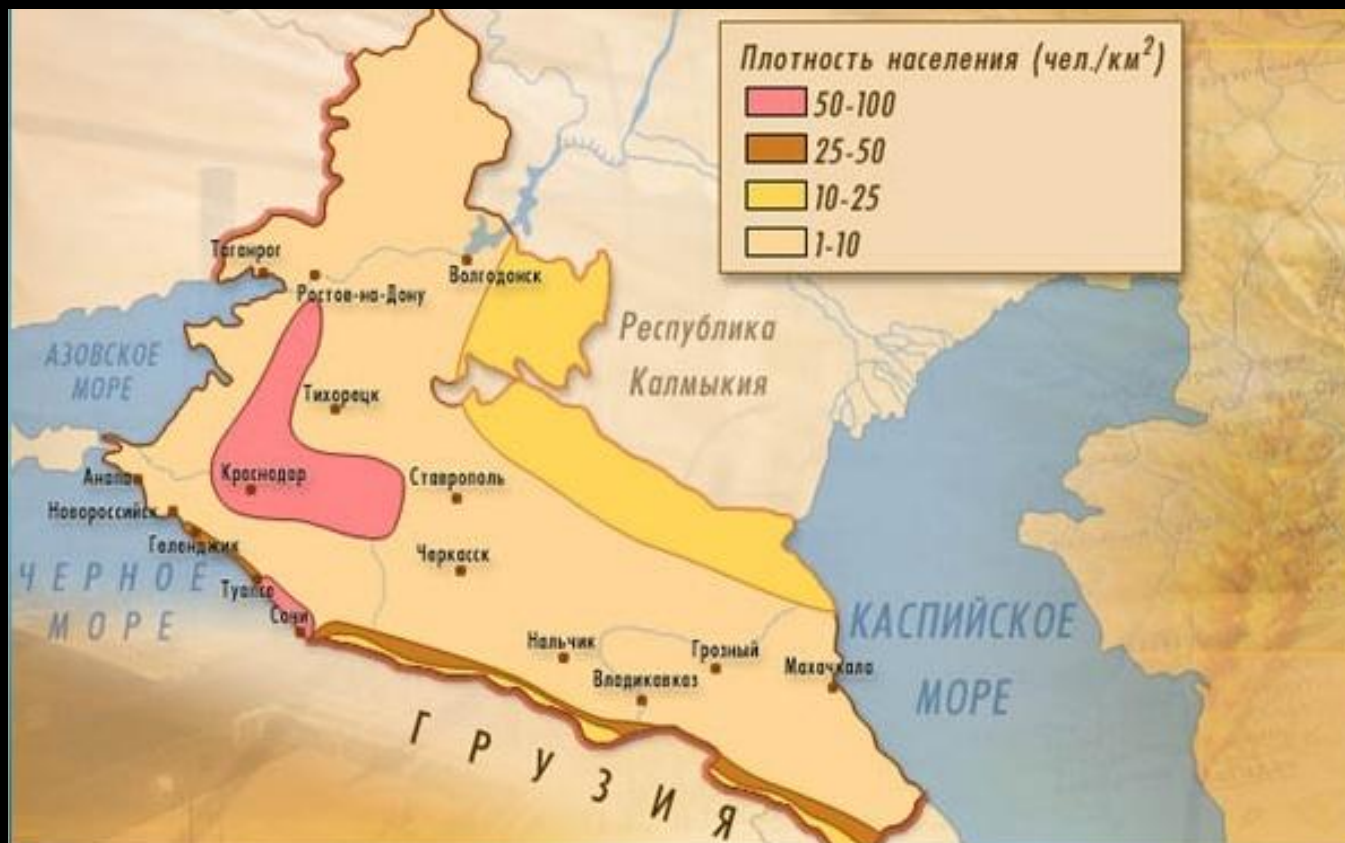 Плотность населения (чел./км²)
50-100
25-50
10-25
1-10
Таганрог
Ростов-на-Дону
Волгодонск
Республика
Калмыкия
АЗОВСКОЕ
МОРЕ
Тихорецк
Краснодар
Ставрополь
Анапа
Новороссийск
Геленджик
Черкасск
ЧЕРНОЕ
МОРЕ
Туапсе
Сочи
Нальчик
Грозный
Владикавказ
Махачкала
КАСПИЙСКОЕ
МОРЕ
ГРУЗИЯ